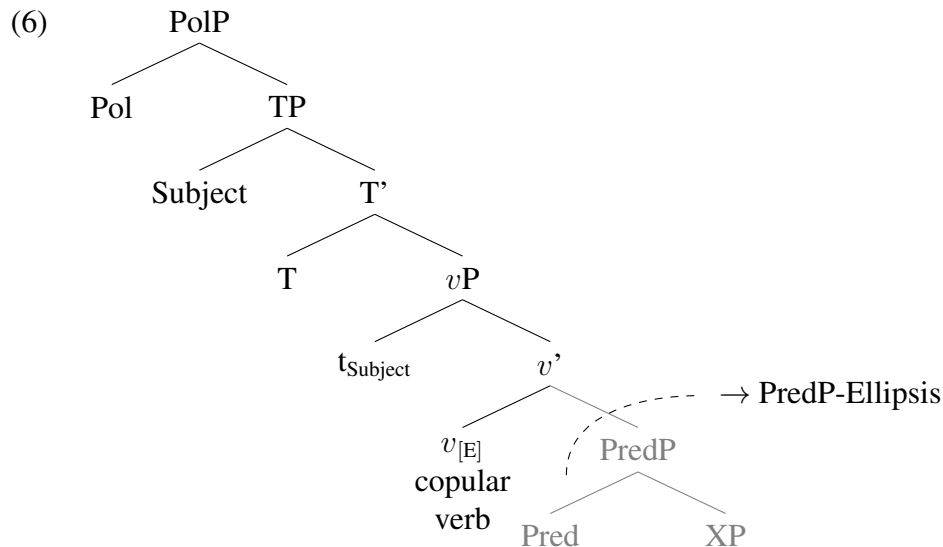 (6) PolP
Pol TP
Subject T’
T vP
tSubject v’
→ PredP-Ellipsis
v[E] PredP
copular
verb Pred XP